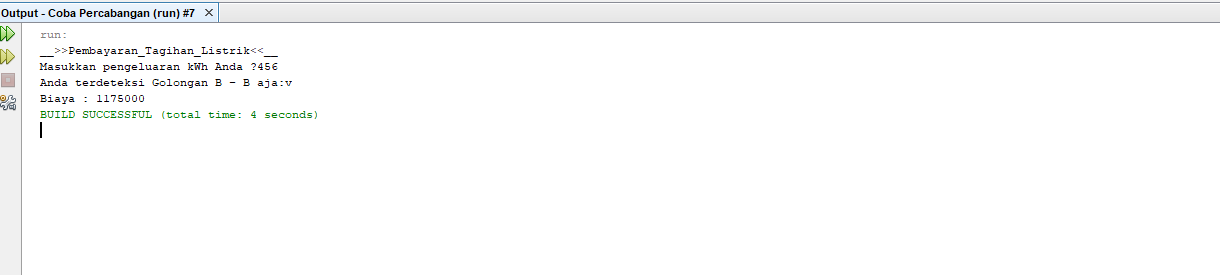 Output - Coba Percabangan (run) #7 ×
run:
__>>Pembayaran_Tagihan_Listrik<<__
Masukkan pengeluaran kWh Anda ?456
Anda terdeteksi Golongan B - B aja:v
Biaya : 1175000
BUILD SUCCESSFUL (total time: 4 seconds)